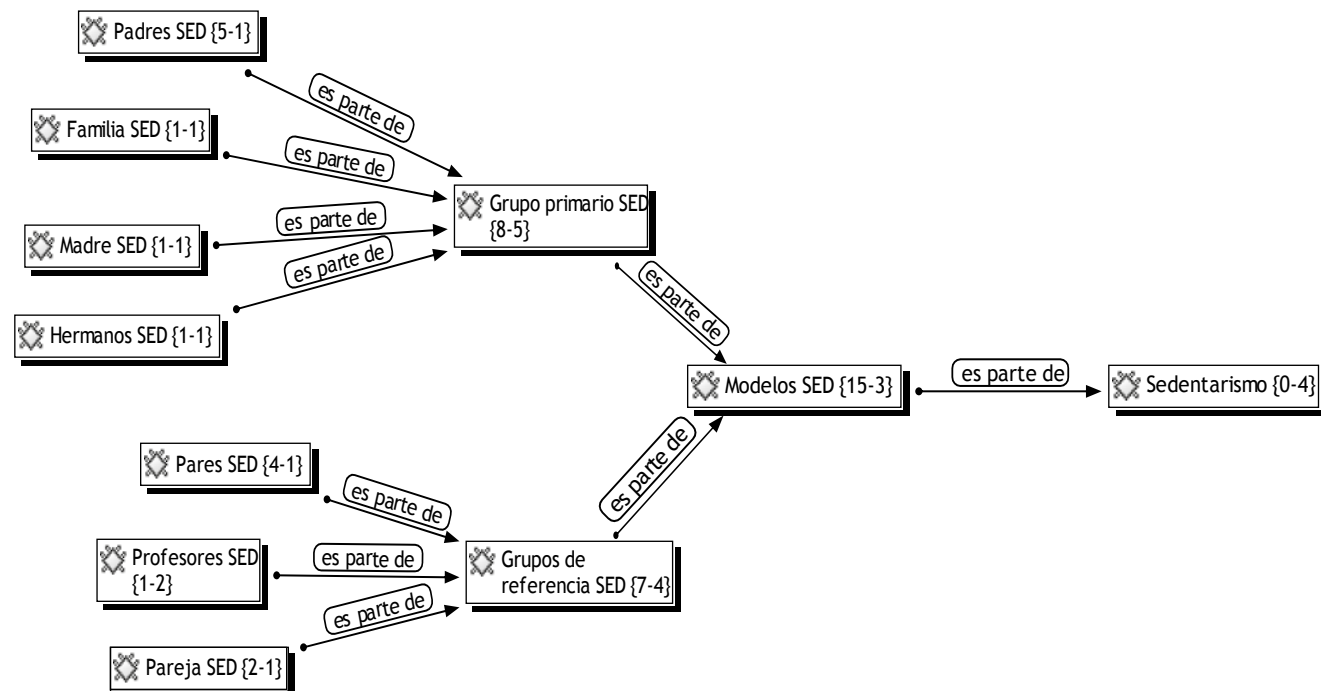 Padres SED {5-1}
es parte de
Familia SED {1-1}
es parte de
Madre SED {1-1}
es parte de
Hermanos SED {1-1}
es parte de
Grupo primario SED
{8-5}
es parte de
Modelos SED {15-3}
es parte de
Sedentarismo {0-4}
Pares SED {4-1}
es parte de
Profesores SED
{1-2}
es parte de
Pareja SED {2-1}
es parte de
Grupos de
referencia SED {7-4}
es parte de